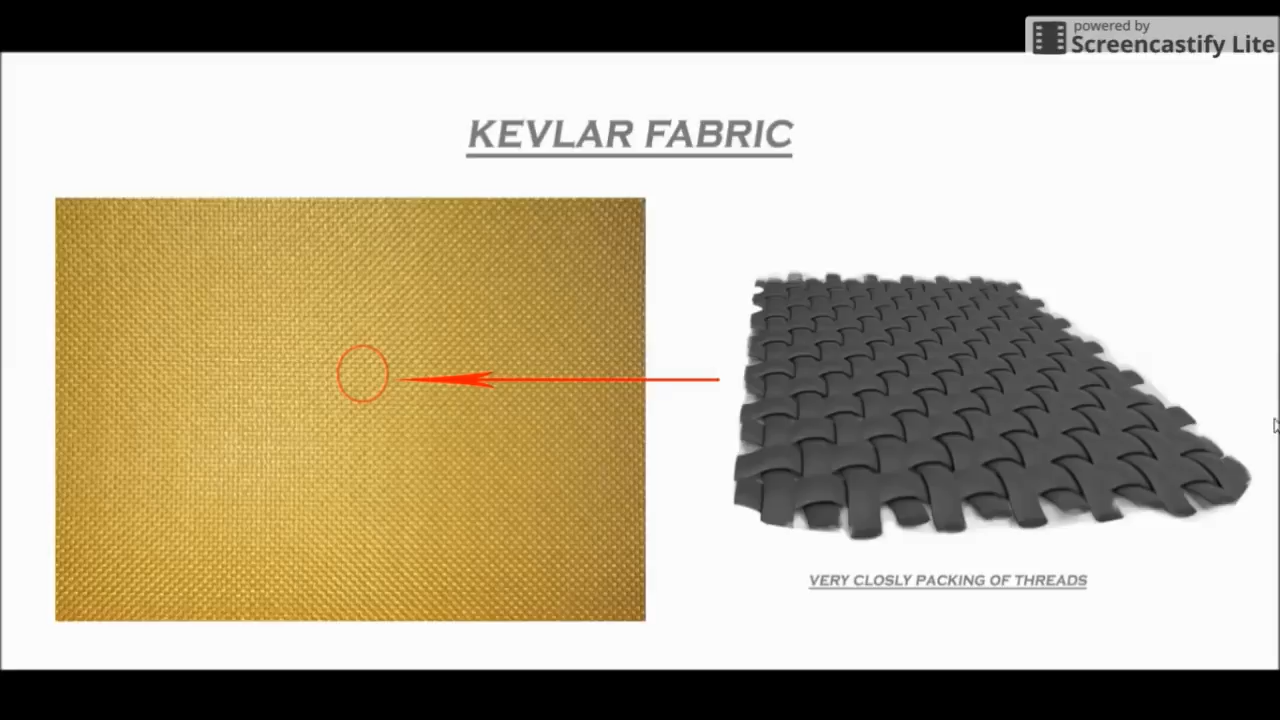 powered by
Screencastify Lite
KEVLAR FABRIC
VERY CLOSLY PACKING OF THREADS